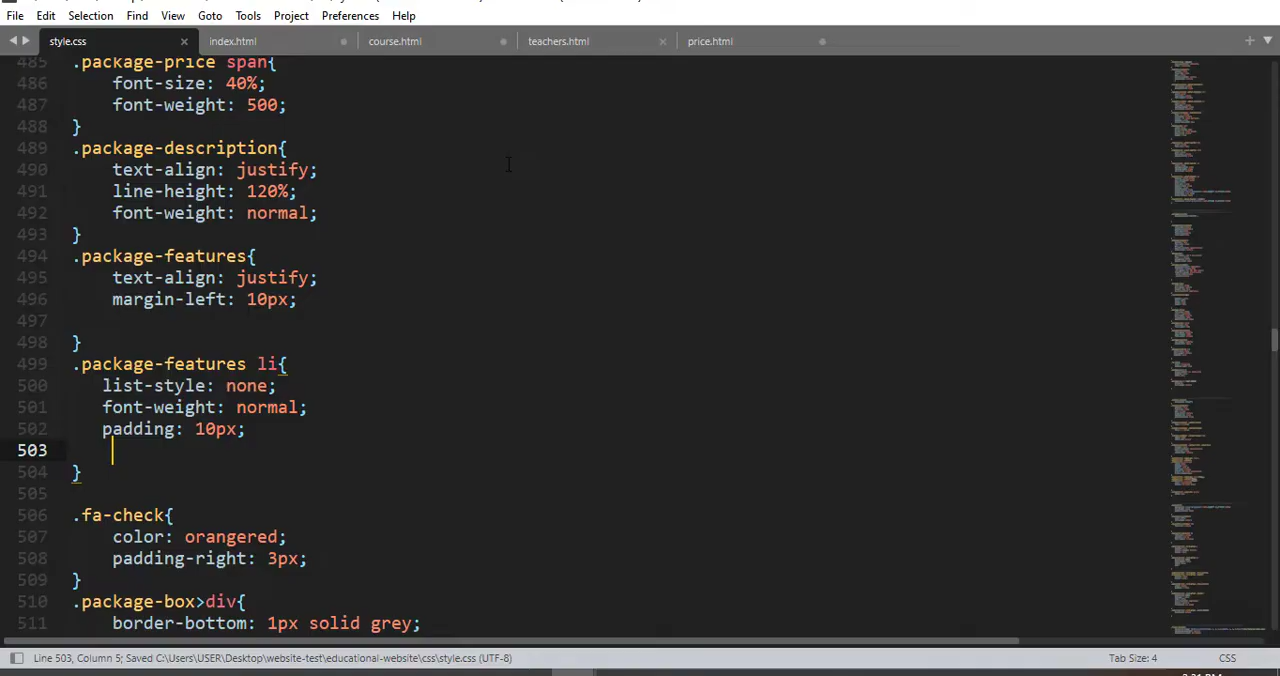 File Edit Selection Find View Goto Tools Project Preferences Help
style.css index.html course.html teachers.html price.html
485 .package-price span{
486 font-size: 40%;
487 font-weight: 500;
488 }
489 .package-description{
490 text-align: justify;
491 line-height: 120%;
492 font-weight: normal;
493 }
494 .package-features{
495 text-align: justify;
496 margin-left: 10px;
497
498 }
499 .package-features li{
500 list-style: none;
501 font-weight: normal;
502 padding: 10px;
503
504 }
505
506 .fa-check{
507 color: orangered;
508 padding-right: 3px;
509 }
510 .package-box>div{
511 border-bottom: 1px solid grey;
Line 503, Column 5; Saved C:\Users\USER\Desktop\website-test\educational-website\css\style.css (UTF-8) Tab Size: 4 CSS